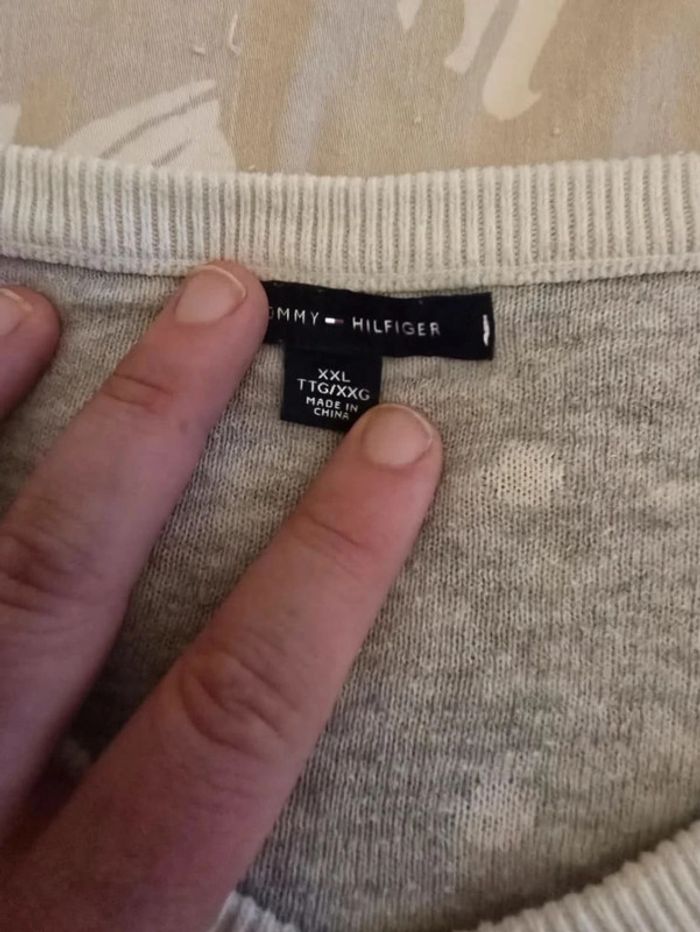 OMMY HILFIGER
XXL
TTG/XXG
MADE IN
CHINA